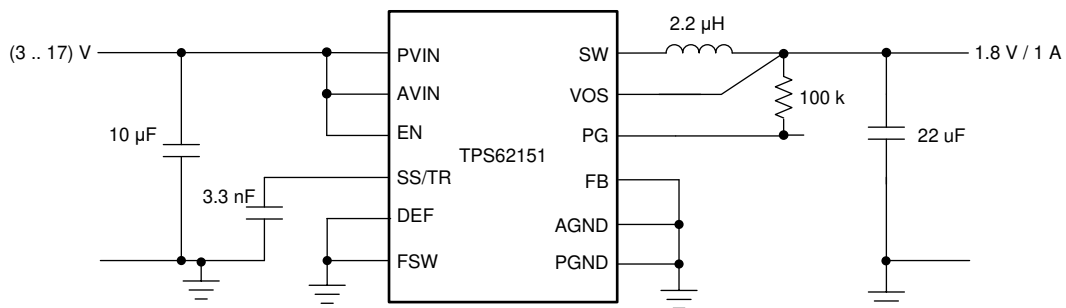 2.2 µH
(3 .. 17) V
PVIN
SW
1.8 V / 1 A
AVIN
VOS
100 k
10 µF
EN
PG
22 uF
TPS62151
3.3 nF
SS/TR
FB
DEF
AGND
FSW
PGND